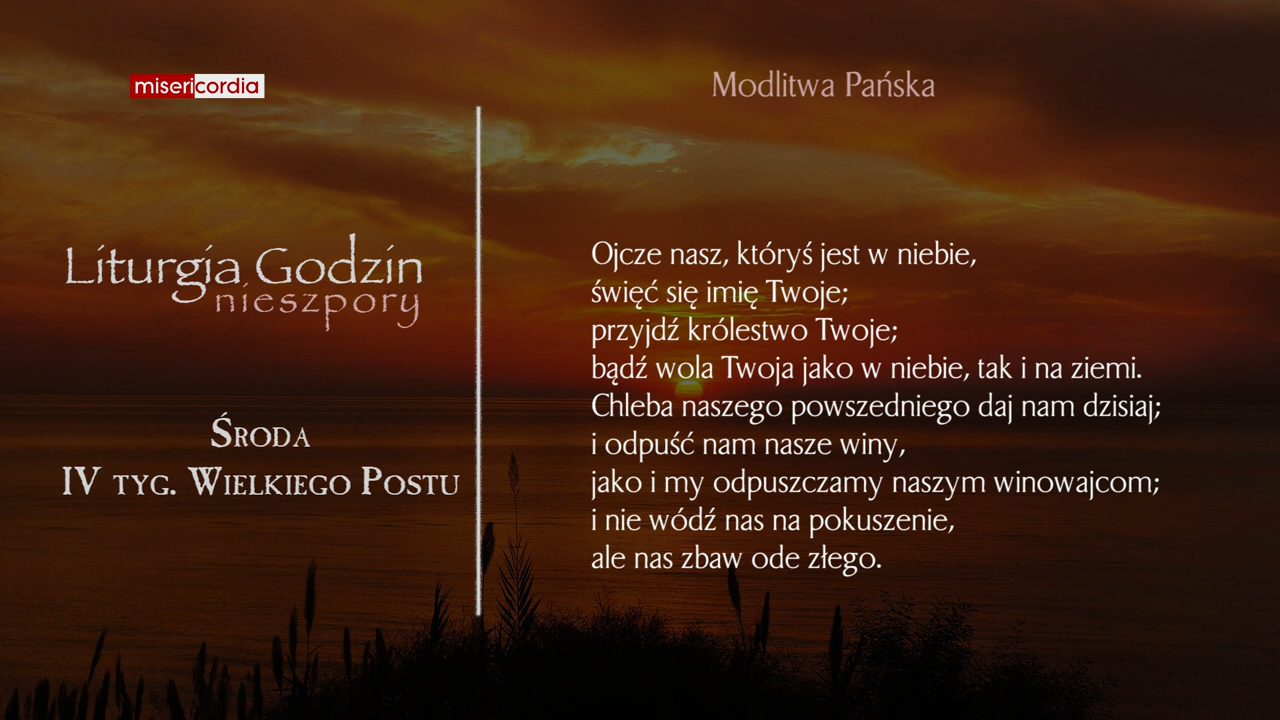 misericordia
Modlitwa Pańska
Liturgia Godzin
nieszpory
Środa
IV tyg. Wielkiego Postu
Ojcze nasz, któryś jest w niebie,
święć się imię Twoje;
przyjdź królestwo Twoje;
bądź wola Twoja jako w niebie, tak i na ziemi.
Chleba naszego powszedniego daj nam dzisiaj;
i odpuść nam nasze winy,
jako i my odpuszczamy naszym winowajcom;
i nie wódź nas na pokuszenie,
ale nas zbaw ode złego.